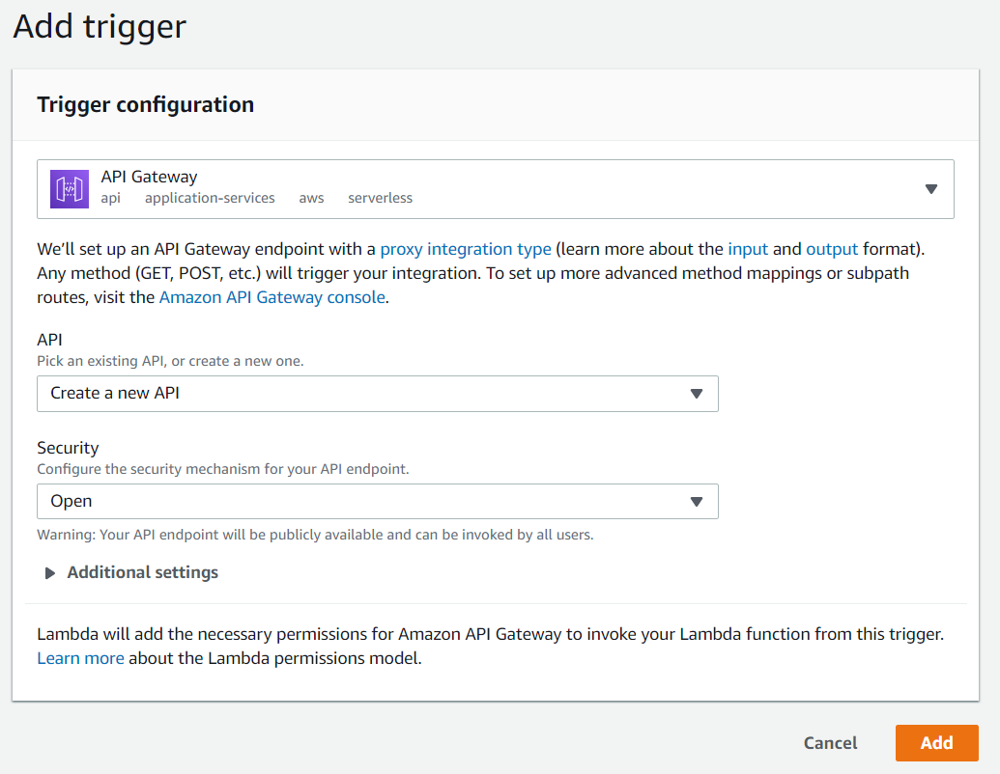 Add trigger
Trigger configuration
API Gateway
api application-services aws serverless
We’ll set up an API Gateway endpoint with a proxy integration type (learn more about the input and output format).
Any method (GET, POST, etc.) will trigger your integration. To set up more advanced method mappings or subpath
routes, visit the Amazon API Gateway console.
API
Pick an existing API, or create a new one.
Create a new API
Security
Configure the security mechanism for your API endpoint.
Open
Warning: Your API endpoint will be publicly available and can be invoked by all users.
Additional settings
Lambda will add the necessary permissions for Amazon API Gateway to invoke your Lambda function from this trigger.
Learn more about the Lambda permissions model.
Cancel Add